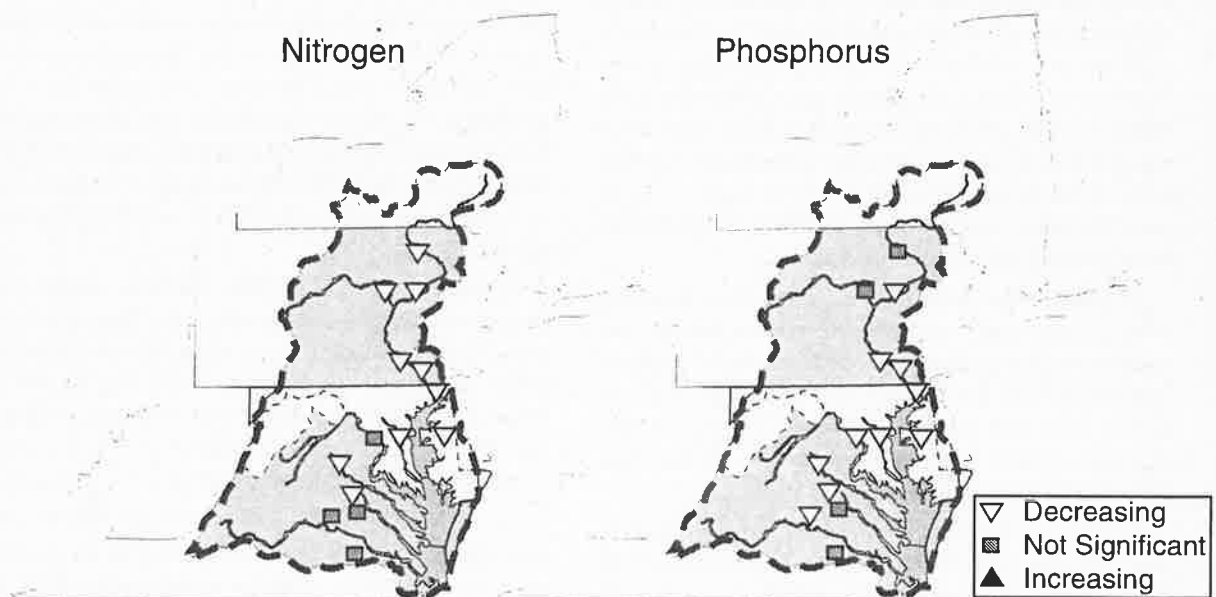 Nitrogen
Phosphorus
Decreasing
Not Significant
Increasing